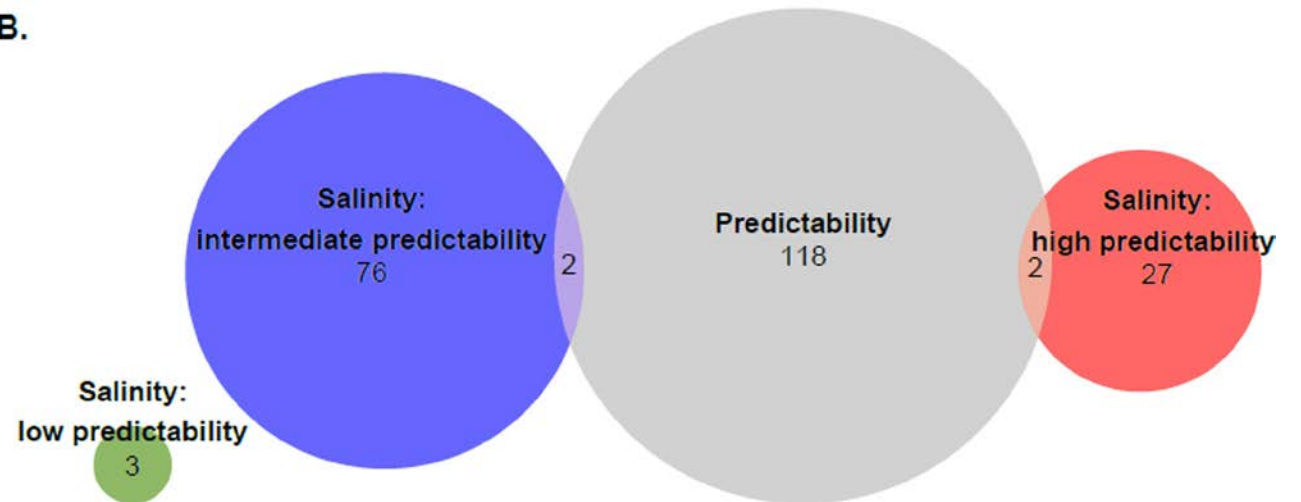 B.
Salinity:
intermediate predictability
76
2
Predictability
118
2
Salinity:
high predictability
27
Salinity:
low predictability
3